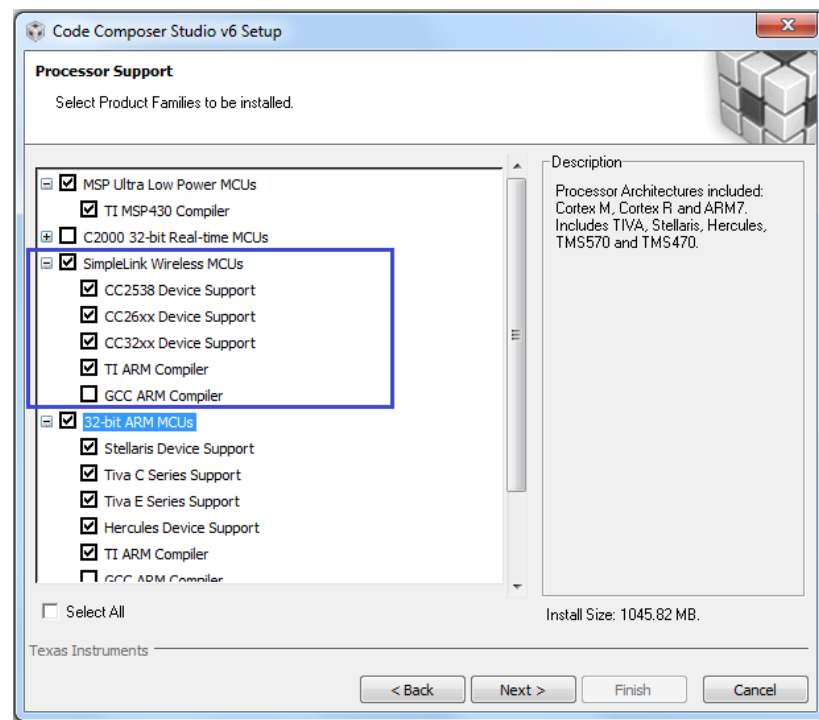 Code Composer Studio v6 Setup
Processor Support
Select Product Families to be installed.
MSP Ultra Low Power MCUs
TI MSP430 Compiler
C2000 32-bit Real-time MCUs
SimpleLink Wireless MCUs
CC2538 Device Support
CC26xx Device Support
CC32xx Device Support
TI ARM Compiler
GCC ARM Compiler
32-bit ARM MCUs
Stellaris Device Support
Tiva C Series Support
Tiva E Series Support
Hercules Device Support
TI ARM Compiler
GCC ARM Compiler
Select All
Description
Processor Architectures included:
Cortex M, Cortex R and ARM7.
Includes TIVA, Stellaris, Hercules,
TMS570 and TMS470.
Install Size: 1045.82 MB.
Texas Instruments
< Back
Next >
Finish
Cancel